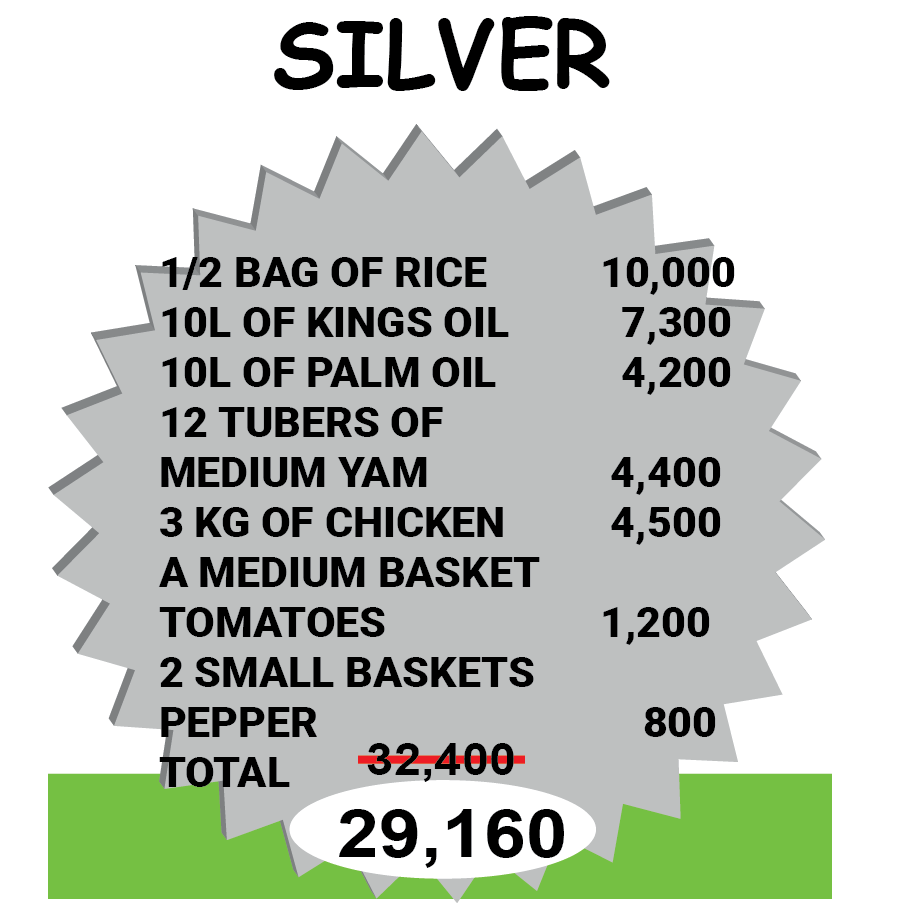 SILVER
1/2 BAG OF RICE 10,000
10L OF KINGS OIL 7,300
10L OF PALM OIL 4,200
12 TUBERS OF
MEDIUM YAM 4,400
3 KG OF CHICKEN 4,500
A MEDIUM BASKET
TOMATOES 1,200
2 SMALL BASKETS
PEPPER 800
TOTAL 32,400
29,160